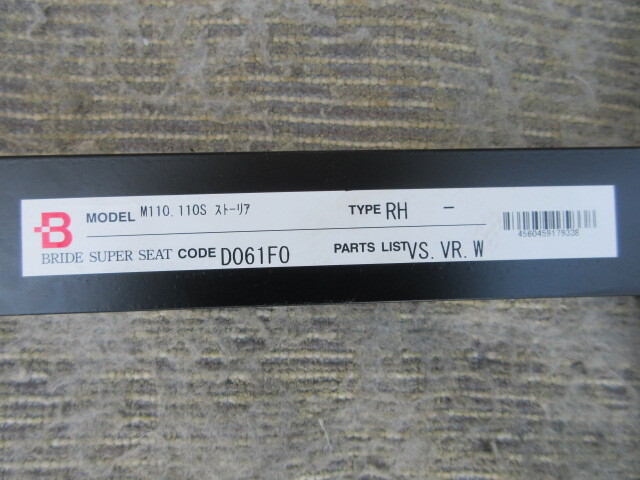 B MODEL M110.110S ｽﾄｰﾘｱ TYPE RH -
BRIDE SUPER SEAT CODE D061F0 PARTS LIST VS.VR.W
4560459179338